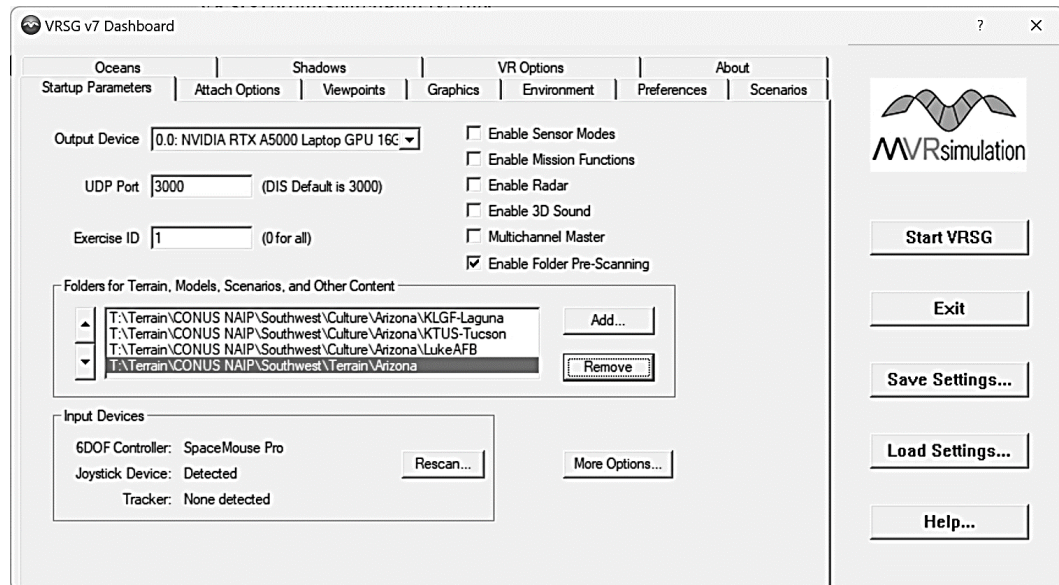 VRSG v7 Dashboard
?
Oceans
Shadows
VR Options
About
Startup Parameters
Attach Options
Viewpoints
Graphics
Environment
Preferences
Scenarios
Output Device
0.0: NVIDIA RTX A5000 Laptop GPU 16G
UDP Port
3000
(DIS Default is 3000)
Exercise ID
1
(0 for all)
Enable Sensor Modes
Enable Mission Functions
Enable Radar
Enable 3D Sound
Multichannel Master
Enable Folder Pre-Scanning
Folders for Terrain, Models, Scenarios, and Other Content
T:\Terrain\CONUS NAIP\Southwest\Culture\Arizona\KLGF-Laguna
T:\Terrain\CONUS NAIP\Southwest\Culture\Arizona\KTUS-Tucson
T:\Terrain\CONUS NAIP\Southwest\Culture\Arizona\LukeAFB
T:\Terrain\CONUS NAIP\Southwest\Terrain\Arizona
Add...
Remove
Input Devices
6DOF Controller: SpaceMouse Pro
Joystick Device: Detected
Tracker: None detected
Rescan...
More Options...
MVRsimulation
Start VRSG
Exit
Save Settings...
Load Settings...
Help...